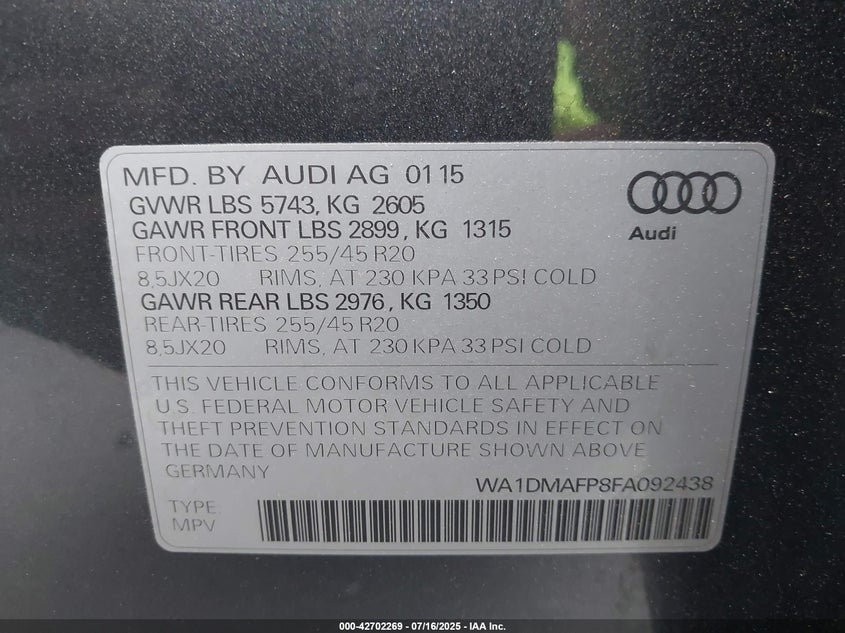 MFD. BY AUDI AG 01 15
GVWR LBS 5743, KG 2605
GAWR FRONT LBS 2899, KG 1315
FRONT-TIRES 255/45 R20
8,5JX20 RIMS, AT 230 KPA 33 PSI COLD
GAWR REAR LBS 2976, KG 1350
REAR-TIRES 255/45 R20
8,5JX20 RIMS, AT 230 KPA 33 PSI COLD
Audi
THIS VEHICLE CONFORMS TO ALL APPLICABLE
U.S. FEDERAL MOTOR VEHICLE SAFETY AND
THEFT PREVENTION STANDARDS IN EFFECT ON
THE DATE OF MANUFACTURE SHOWN ABOVE
GERMANY
WA1DMAFP8FA092438
TYPE:
MPV
000-42702269 - 07/16/2025 - IAA Inc.